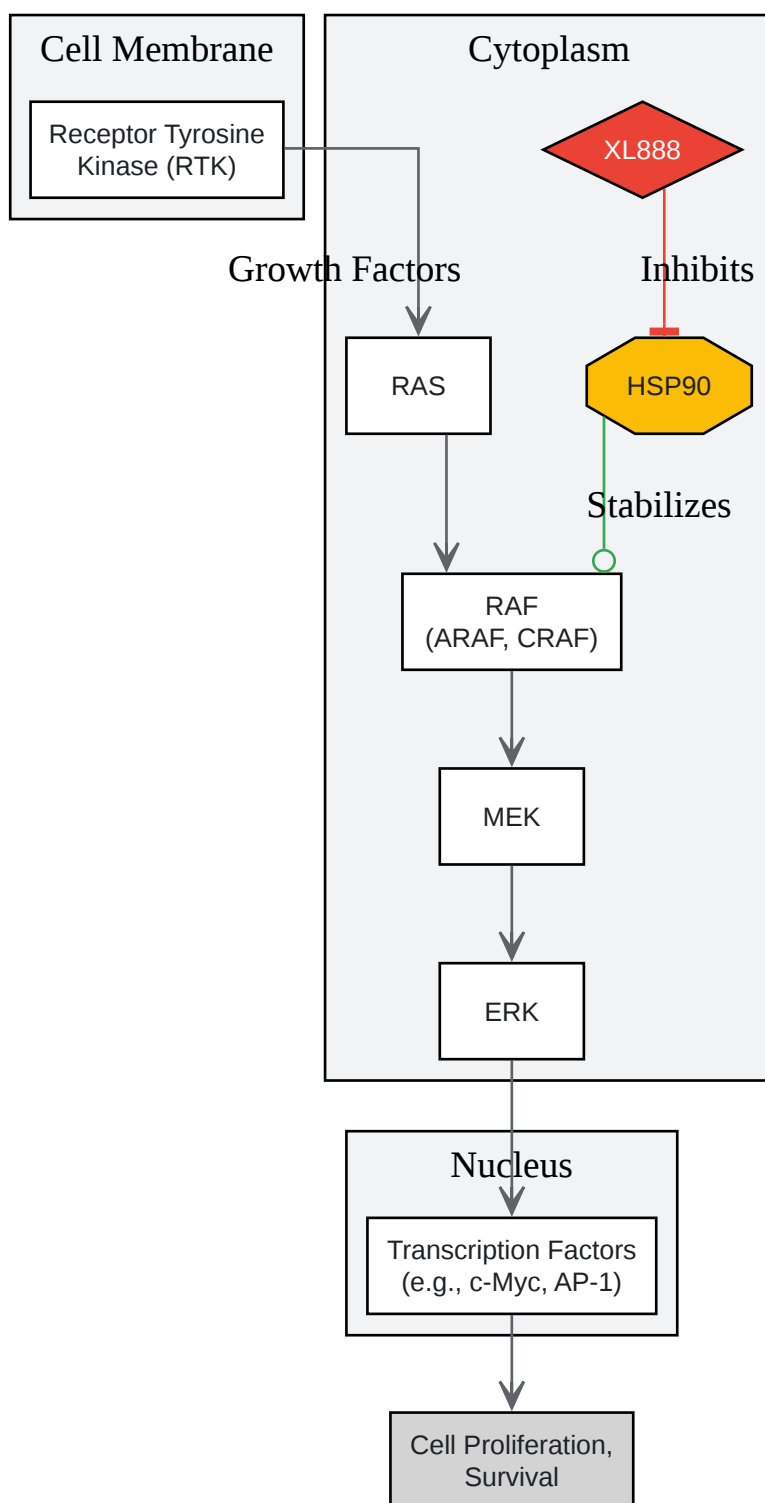 Cell Membrane
Cytoplasm
Receptor Tyrosine
Kinase (RTK)
XL888
Growth Factors
Inhibits
RAS
HSP90
Stabilizes
RAF
(ARAF, CRAF)
MEK
ERK
Nucleus
Transcription Factors
(e.g., c-Myc, AP-1)
Cell Proliferation,
Survival